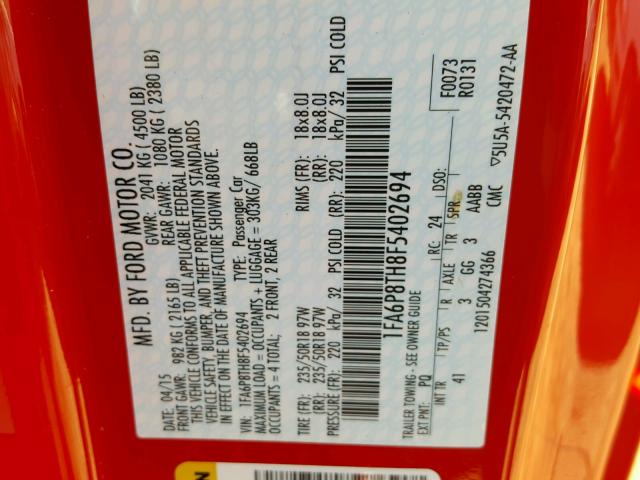 MFD. BY FORD MOTOR CO.
DATE: 04/15 GVWR: 2041 KG ( 4500 LB)
FRONT GAWR: 982 KG ( 2165 LB) REAR GAWR: 1080 KG ( 2380 LB)
THIS VEHICLE CONFORMS TO ALL APPLICABLE FEDERAL MOTOR
VEHICLE SAFETY, BUMPER, AND THEFT PREVENTION STANDARDS
IN EFFECT ON THE DATE OF MANUFACTURE SHOWN ABOVE.
VIN: 1FA6P8TH8F5402694 TYPE: Passenger Car
MAXIMUM LOAD = OCCUPANTS + LUGGAGE = 303KG/ 668LB
OCCUPANTS = 4 TOTAL; 2 FRONT, 2 REAR
TIRE (FR): 235/50R18 97W RIMS (FR): 18x8.0J
(RR): 235/50R18 97W (RR): 18x8.0J
PRESSURE (FR): 220 kPa/ 32 PSI COLD (RR): 220 kPa/ 32 PSI COLD
1FA6P8TH8F5402694
TRAILER TOWING - SEE OWNER GUIDE F0073
EXT PNT: PQ RC: 24 DSO: R0131
INT TR TP/PS R AXLE TR SPR
41 3 GG 3 AABB
CMC ▽5U5A-5420472-AA
1201504274366
N